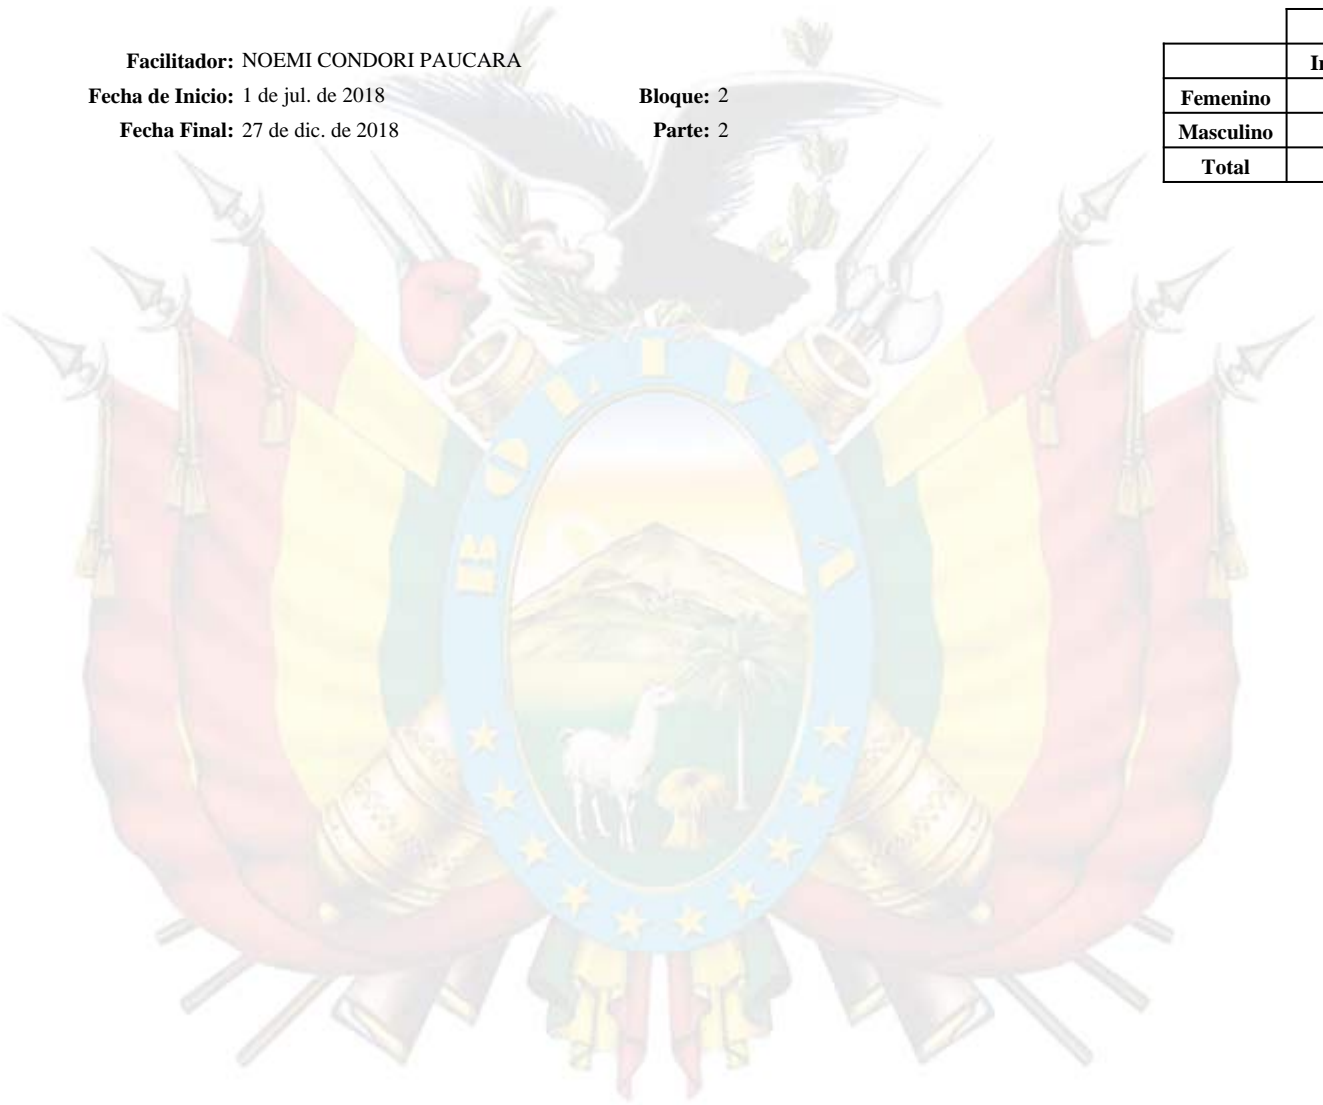 Facilitador: NOEMI CONDORI PAUCARA
Fecha de Inicio: 1 de jul. de 2018 Bloque: 2
Fecha Final: 27 de dic. de 2018 Parte: 2
Femenino
Masculino
Total
BOLIVIA